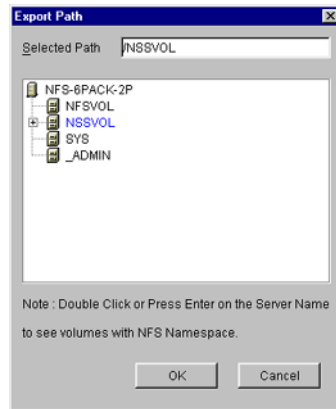 Export Path
Selected Path /NSSVOL
NFS-6PACK-2P
NFSVOL
NSSVOL
SYS
_ADMIN
Note : Double Click or Press Enter on the Server Name
to see volumes with NFS Namespace.
OK Cancel